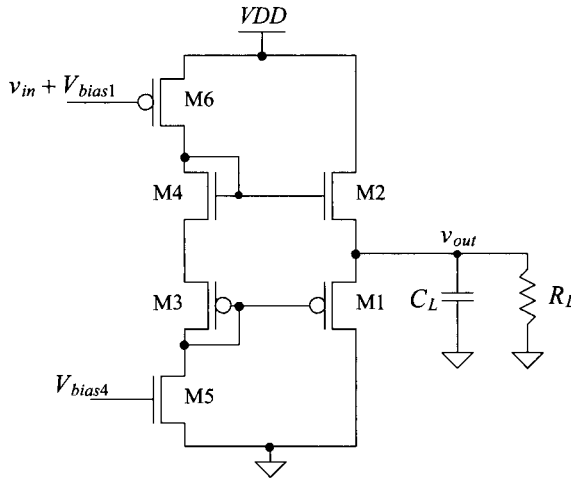 VDD
v_in + V_bias1
M6
M4
M2
v_out
M3
M1
C_L
R_L
V_bias4
M5